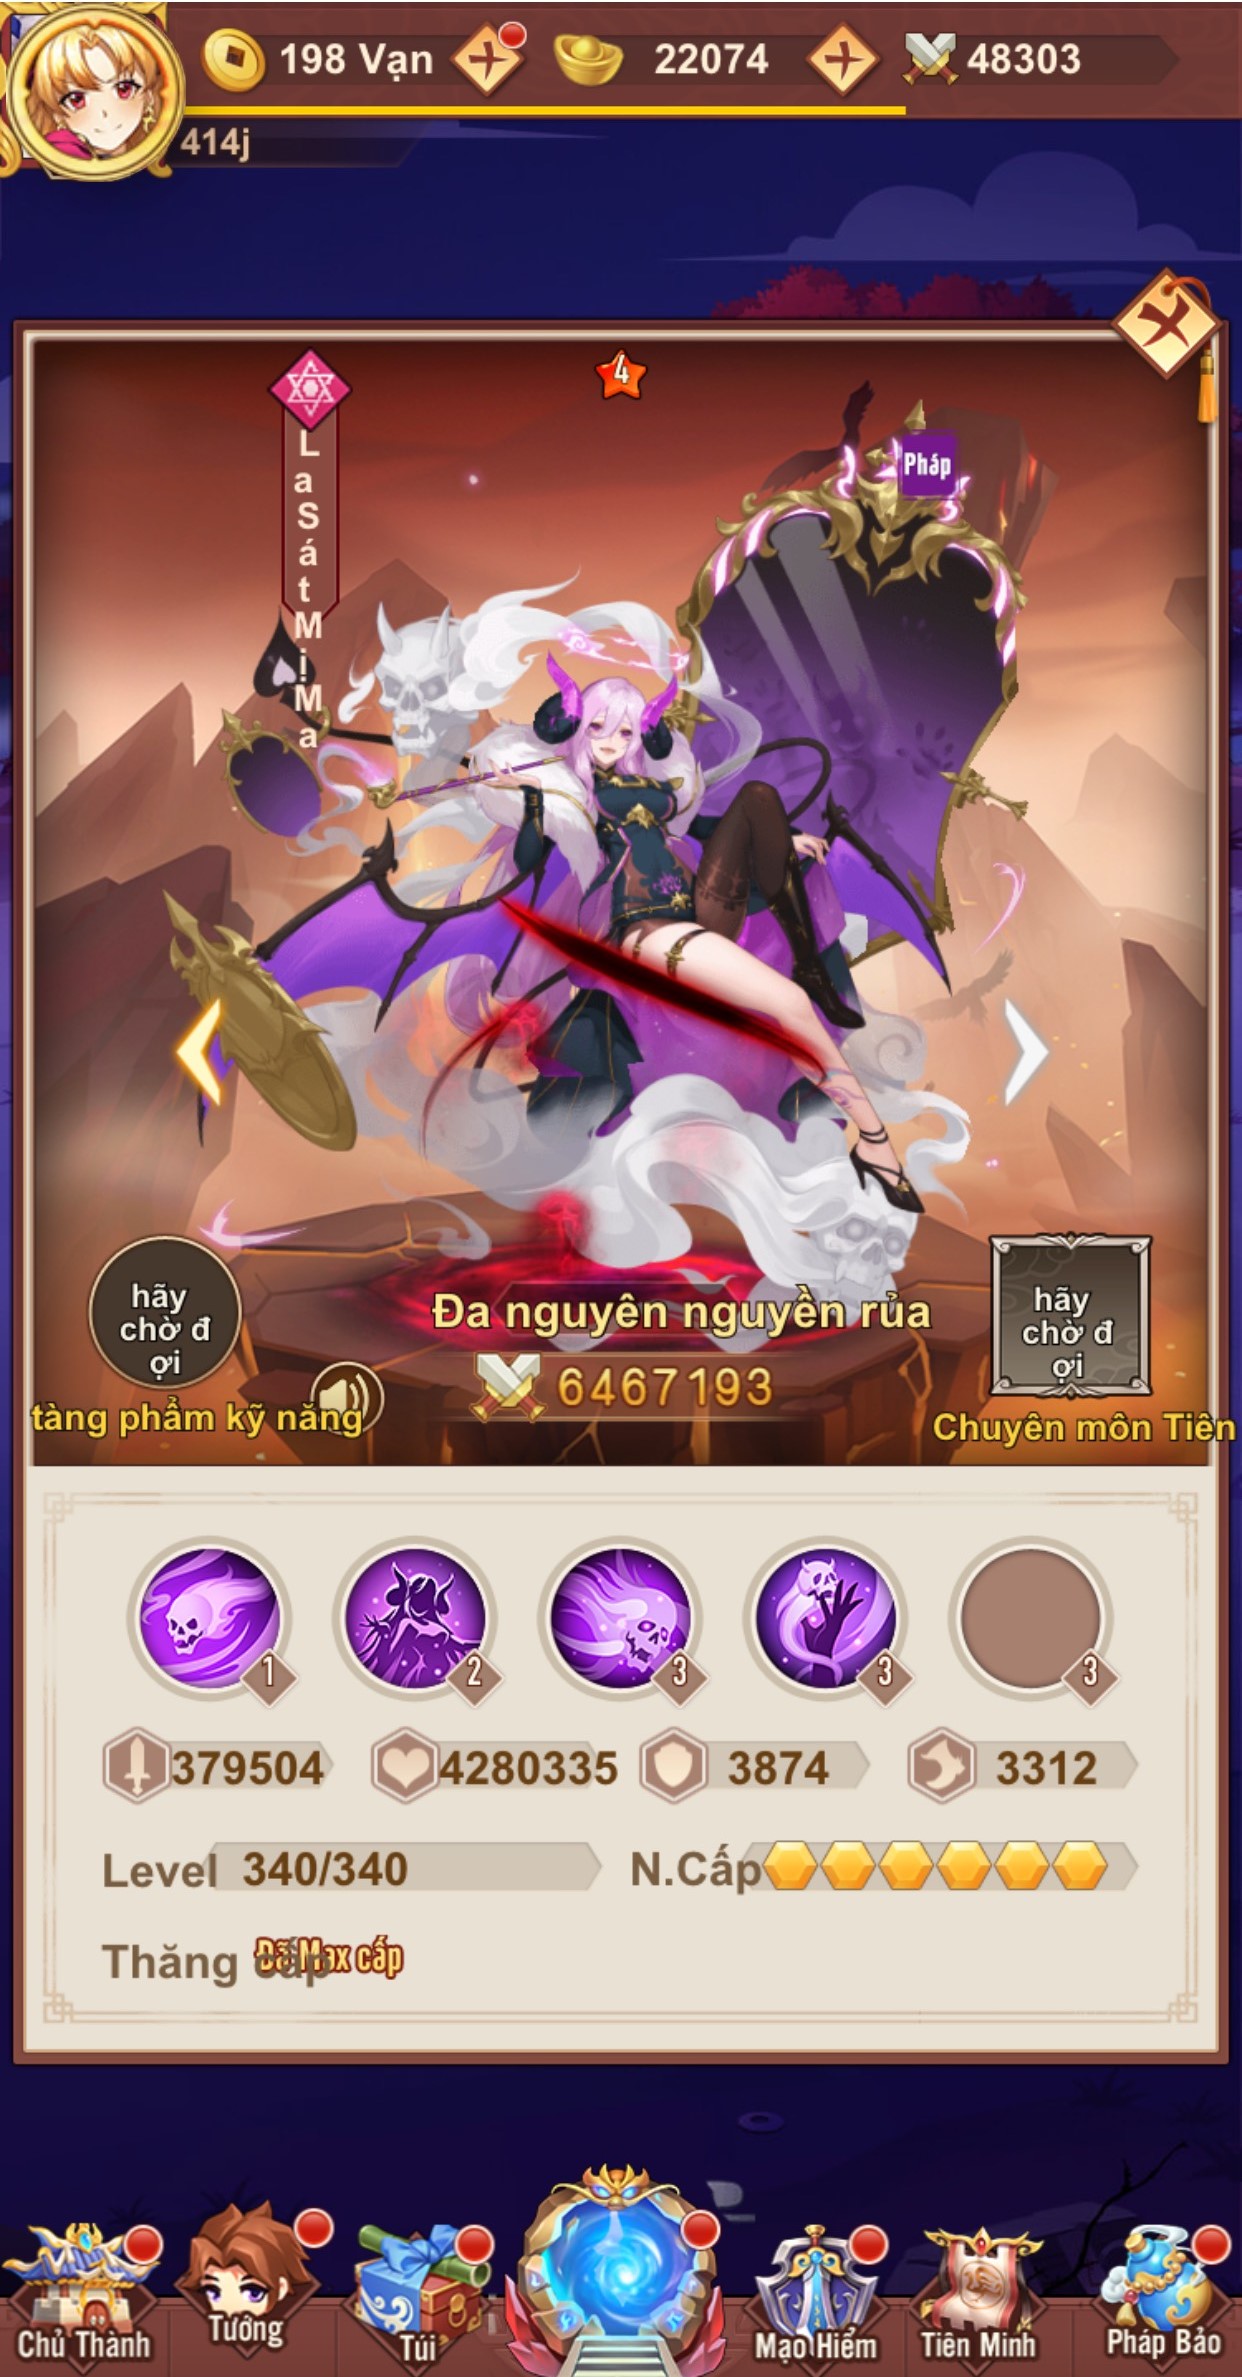 198 Vạn
22074
48303
414j
4
Pháp
LaSátMịMa
hãy
chờ đ
ợi
tàng phẩm kỹ năng
Đa nguyên nguyền rủa
6467193
hãy
chờ đ
ợi
Chuyên môn Tiên
1
2
3
3
3
379504
4280335
3874
3312
Level 340/340
N.Cấp
Thăng cấp
Đã Max cấp
Chủ Thành
Tướng
Túi
Mạo Hiểm
Tiên Minh
Pháp Bảo